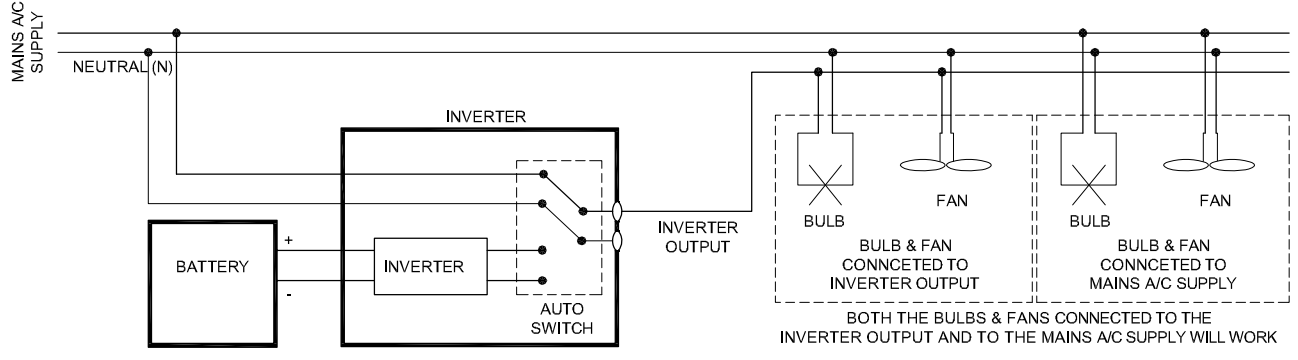 MAINS A/C
SUPPLY
NEUTRAL (N)
INVERTER
+
-
BATTERY
INVERTER
AUTO
SWITCH
INVERTER
OUTPUT
BULB
FAN
BULB & FAN
CONNCETED TO
INVERTER OUTPUT
BULB
FAN
BULB & FAN
CONNCETED TO
MAINS A/C SUPPLY
BOTH THE BULBS & FANS CONNECTED TO THE
INVERTER OUTPUT AND TO THE MAINS A/C SUPPLY WILL WORK